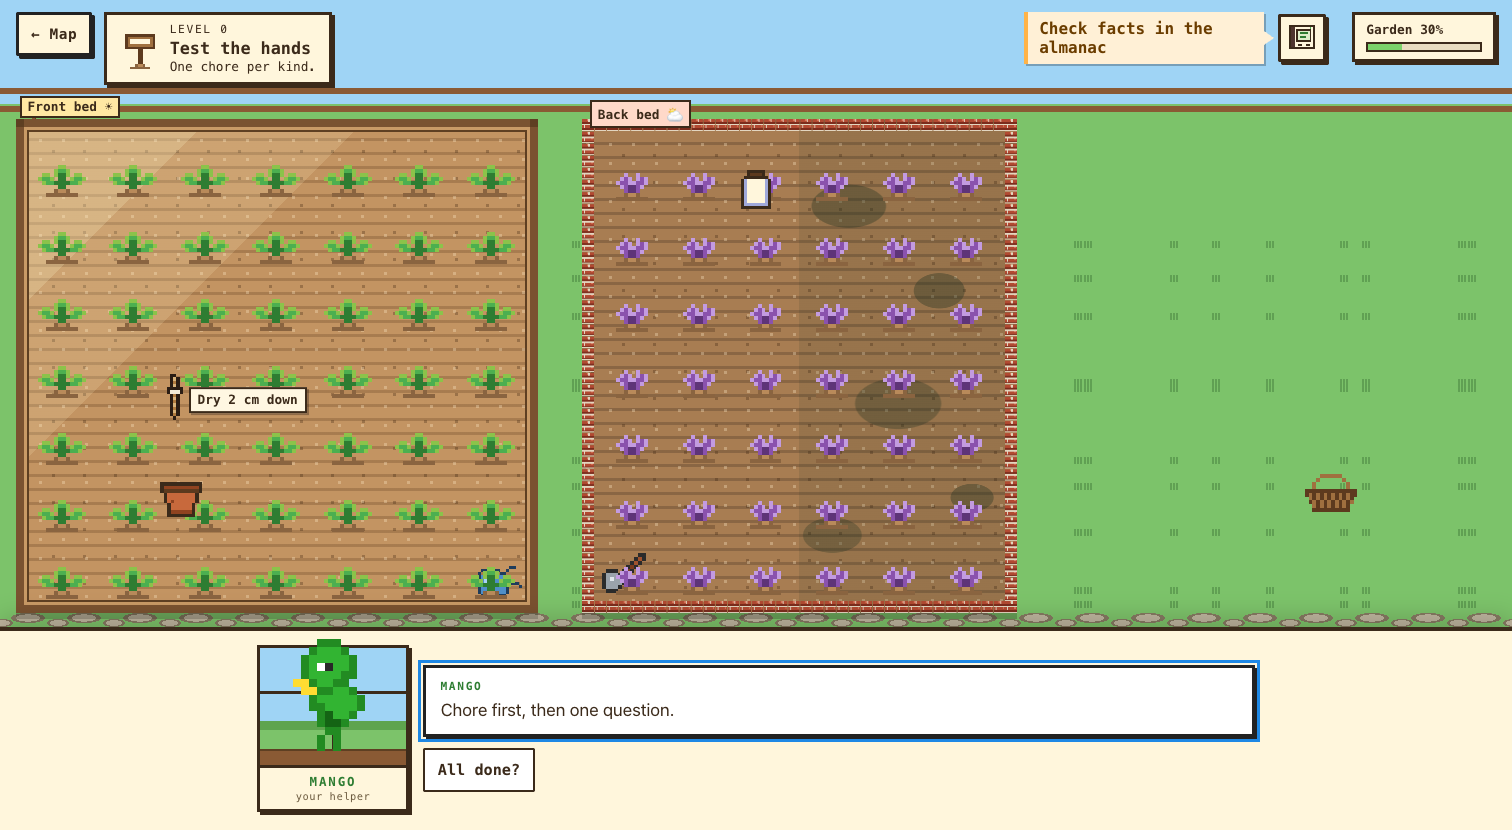 ← Map
LEVEL 0
Test the hands
One chore per kind.
Check facts in the
almanac
Garden 30%
Front bed ☀
Back bed ⛅
Dry 2 cm down
MANGO
Chore first, then one question.
All done?
MANGO
your helper